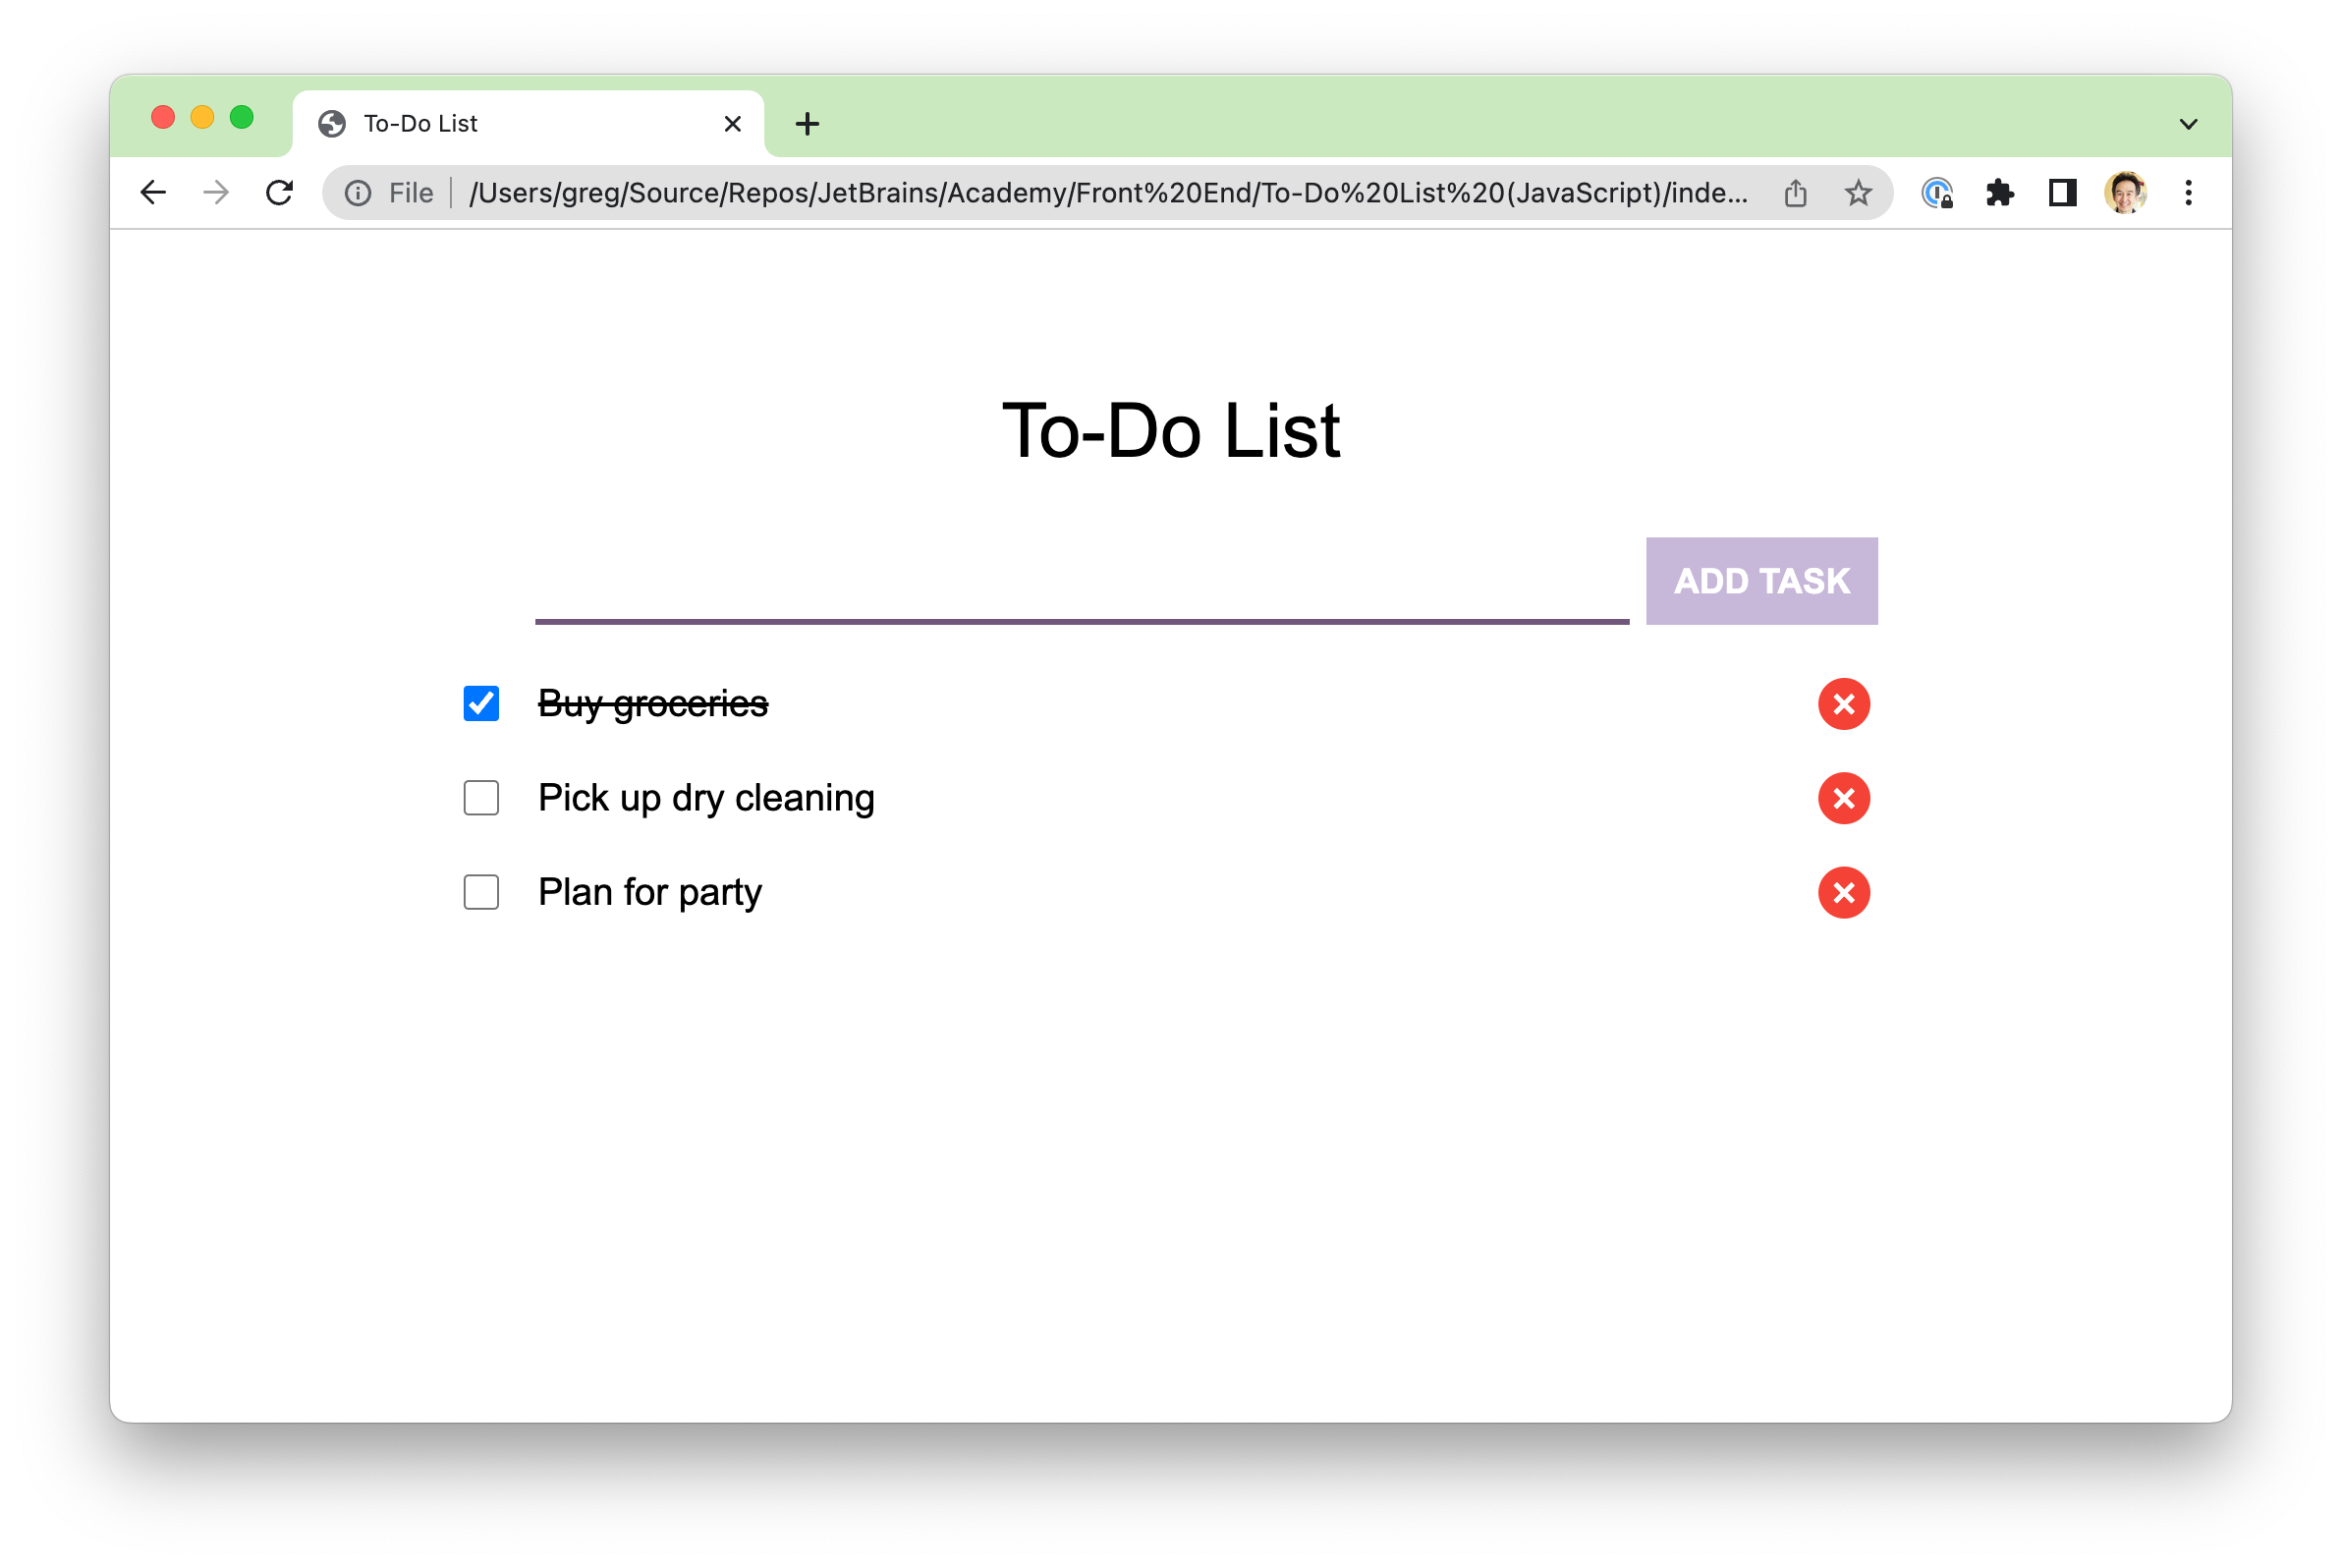 To-Do List
File /Users/greg/Source/Repos/JetBrains/Academy/Front%20End/To-Do%20List%20(JavaScript)/inde...
To-Do List
ADD TASK
Buy groceries
Pick up dry cleaning
Plan for party